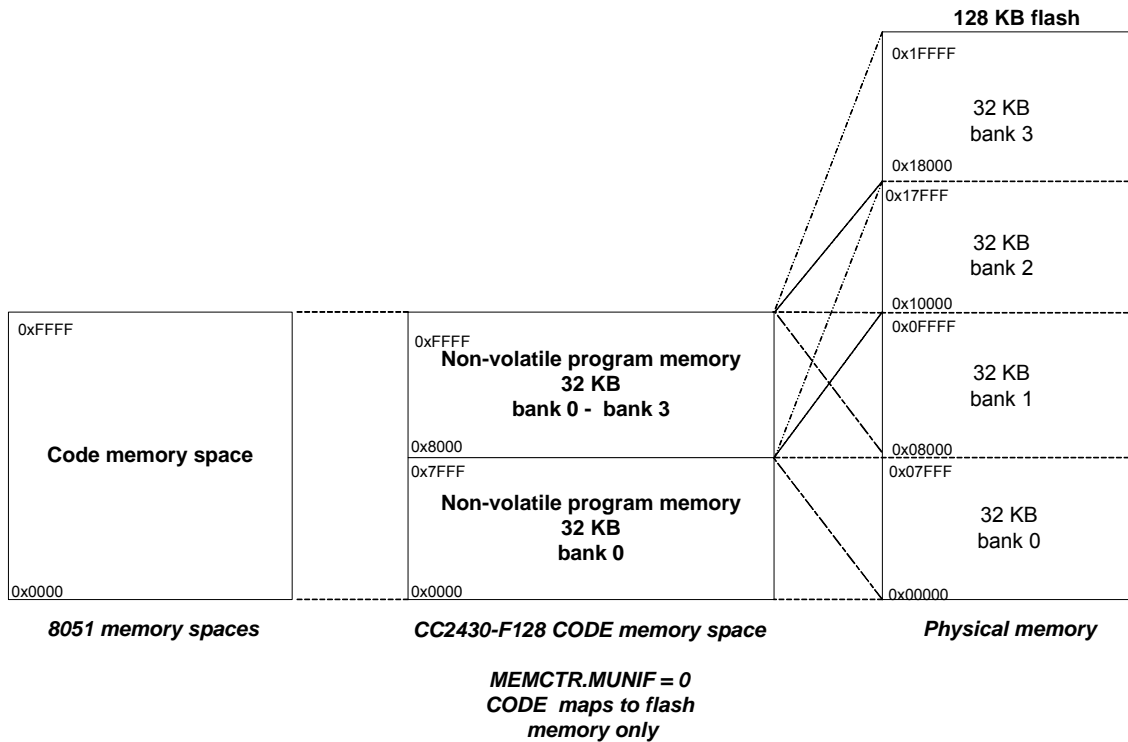 128 KB flash
0x1FFFF
32 KB
bank 3
0x18000
0x17FFF
32 KB
bank 2
0x10000
0xFFFF
0xFFFF
Non-volatile program memory
32 KB
bank 0 - bank 3
0x8000
0x0FFFF
32 KB
bank 1
0x08000
Code memory space
0x0000
0x7FFF
Non-volatile program memory
32 KB
bank 0
0x0000
0x07FFF
32 KB
bank 0
0x00000
8051 memory spaces
CC2430-F128 CODE memory space
Physical memory
MEMCTR.MUNIF = 0
CODE maps to flash
memory only